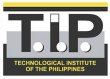 T.I.P
TECHNOLOGICAL INSTITUTE
OF THE PHILIPPINES